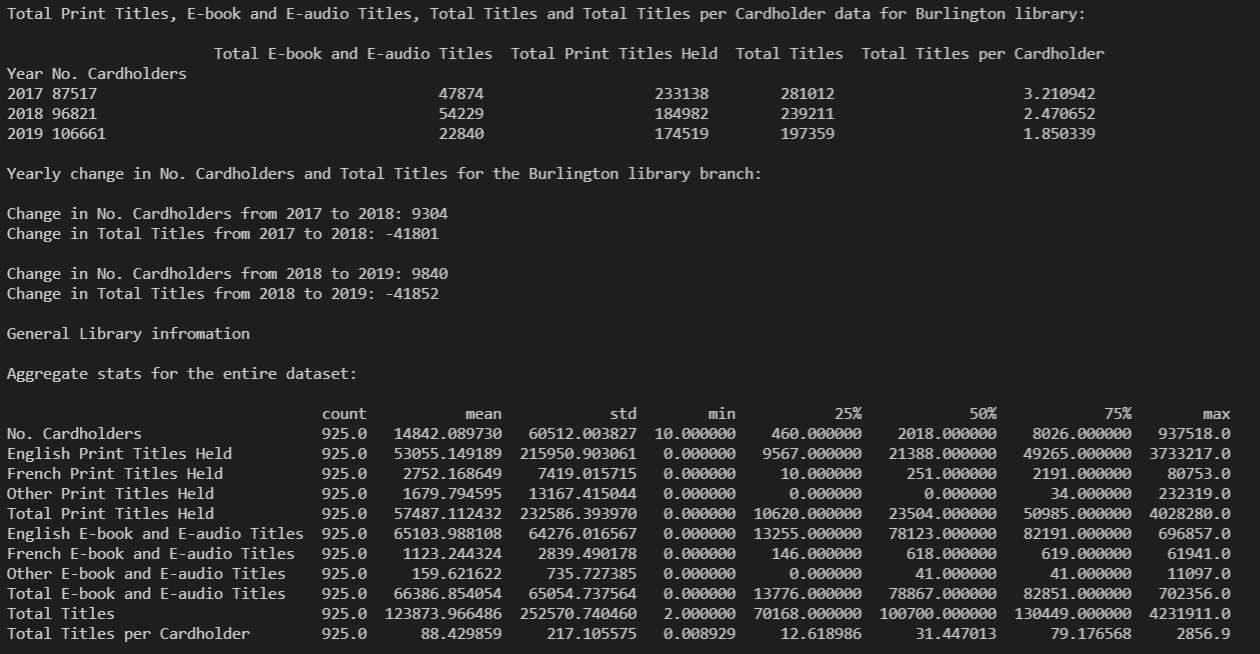 Total Print Titles, E-book and E-audio Titles, Total Titles and Total Titles per Cardholder data for Burlington library:
Total E-book and E-audio Titles  Total Print Titles Held  Total Titles  Total Titles per Cardholder
Year No. Cardholders
2017 87517 47874 233138 281012 3.210942
2018 96821 54229 184982 239211 2.470652
2019 106661 22840 174519 197359 1.850339
Yearly change in No. Cardholders and Total Titles for the Burlington library branch:
Change in No. Cardholders from 2017 to 2018: 9304
Change in Total Titles from 2017 to 2018: -41801
Change in No. Cardholders from 2018 to 2019: 9840
Change in Total Titles from 2018 to 2019: -41852
General Library infromation
Aggregate stats for the entire dataset:
count mean std min 25% 50% 75% max
No. Cardholders 925.0 14842.089730 60512.003827 10.000000 460.000000 2018.000000 8026.000000 937518.0
English Print Titles Held 925.0 53055.149189 215950.903061 0.000000 9567.000000 21388.000000 49265.000000 3733217.0
French Print Titles Held 925.0 2752.168649 7419.015715 0.000000 10.000000 251.000000 2191.000000 80753.0
Other Print Titles Held 925.0 1679.794595 13167.415044 0.000000 0.000000 0.000000 34.000000 232319.0
Total Print Titles Held 925.0 57487.112432 232586.393970 0.000000 10620.000000 23504.000000 50985.000000 4028280.0
English E-book and E-audio Titles 925.0 65103.988108 64276.016567 0.000000 13255.000000 78123.000000 82191.000000 696857.0
French E-book and E-audio Titles 925.0 1123.244324 2839.490178 0.000000 146.000000 618.000000 619.000000 61941.0
Other E-book and E-audio Titles 925.0 159.621622 735.727385 0.000000 0.000000 41.000000 41.000000 11097.0
Total E-book and E-audio Titles 925.0 66386.854054 65054.737564 0.000000 13776.000000 78867.000000 82851.000000 702356.0
Total Titles 925.0 123873.966486 252570.740460 2.000000 70168.000000 100700.000000 130449.000000 4231911.0
Total Titles per Cardholder 925.0 88.429859 217.105575 0.008929 12.618986 31.447013 79.176568 2856.9